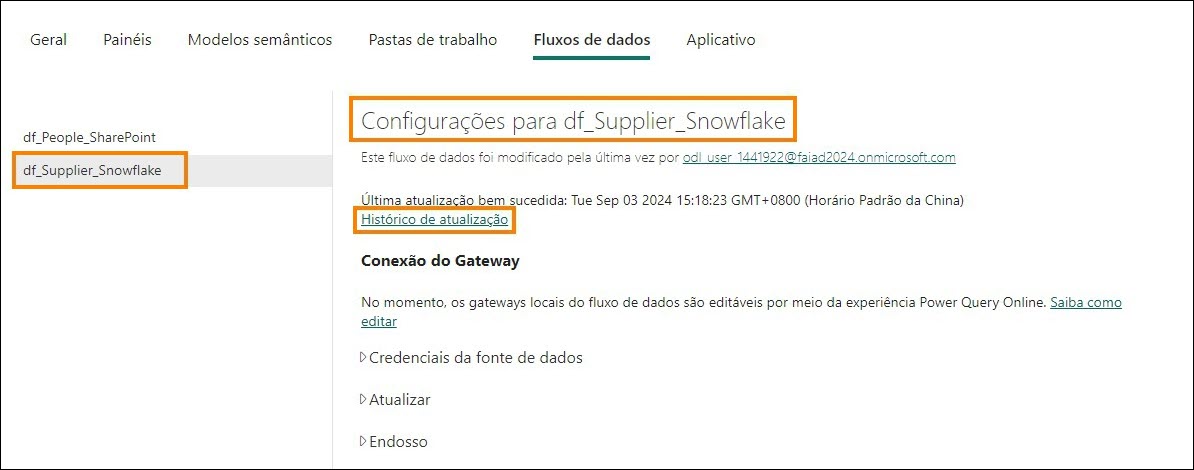 Geral Painéis Modelos semânticos Pastas de trabalho Fluxos de dados Aplicativo
df_People_SharePoint
df_Supplier_Snowflake
Configurações para df_Supplier_Snowflake
Este fluxo de dados foi modificado pela última vez por odl_user_1441922@faiad2024.onmicrosoft.com
Última atualização bem sucedida: Tue Sep 03 2024 15:18:23 GMT+0800 (Horário Padrão da China)
Histórico de atualização
Conexão do Gateway
No momento, os gateways locais do fluxo de dados são editáveis por meio da experiência Power Query Online. Saiba como
editar
Credenciais da fonte de dados
Atualizar
Endosso